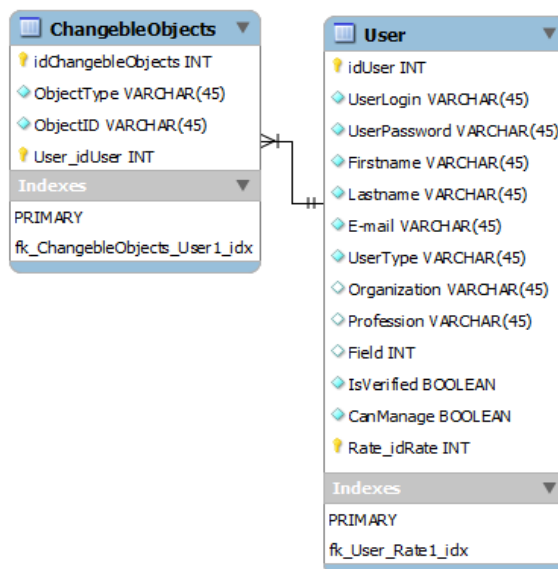 ChangebleObjects
idChangebleObjects INT
ObjectType VARCHAR(45)
ObjectID VARCHAR(45)
User_idUser INT
Indexes
PRIMARY
fk_ChangebleObjects_User1_idx
User
idUser INT
UserLogin VARCHAR(45)
UserPassword VARCHAR(45)
Firstname VARCHAR(45)
Lastname VARCHAR(45)
E-mail VARCHAR(45)
UserType VARCHAR(45)
Organization VARCHAR(45)
Profession VARCHAR(45)
Field INT
IsVerified BOOLEAN
CanManage BOOLEAN
Rate_idRate INT
Indexes
PRIMARY
fk_User_Rate1_idx